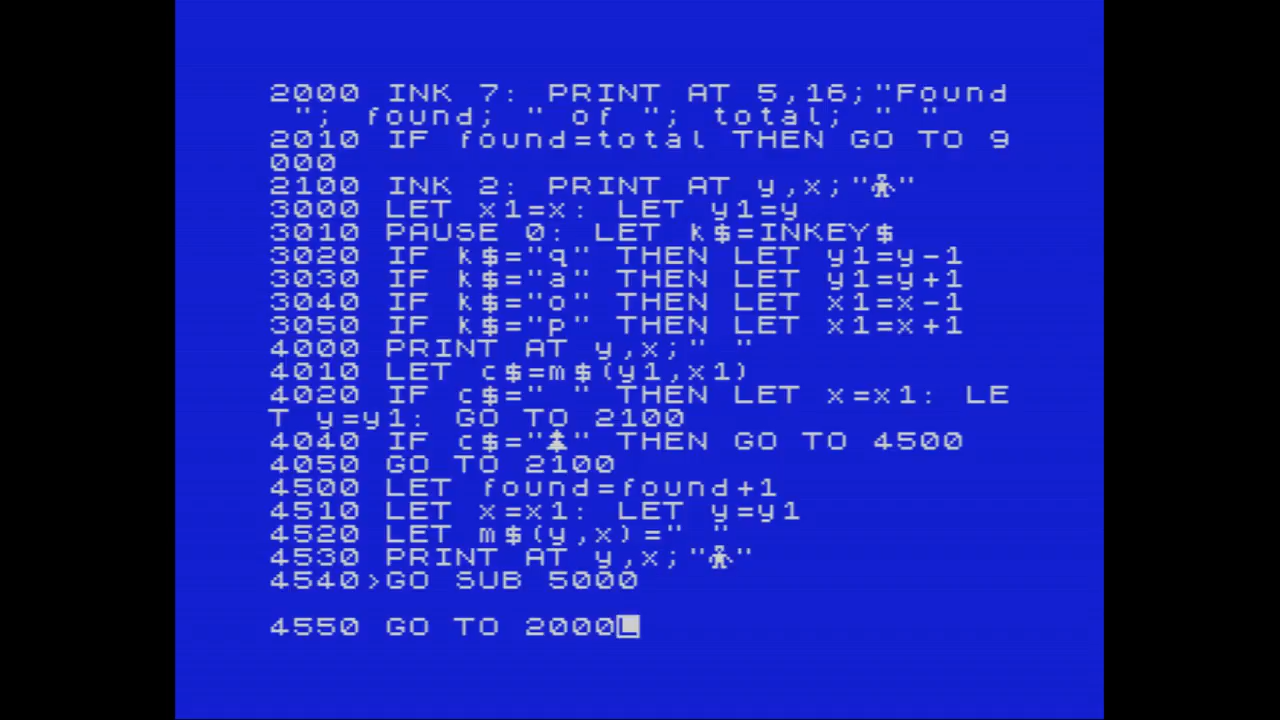 2000 INK 7: PRINT AT 5,16;"Found
 "; found; " of "; total; " "
2010 IF found=total THEN GO TO 9
000
2100 INK 2: PRINT AT y,x;" "
3000 LET x1=x: LET y1=y
3010 PAUSE 0: LET k$=INKEY$
3020 IF k$="q" THEN LET y1=y-1
3030 IF k$="a" THEN LET y1=y+1
3040 IF k$="o" THEN LET x1=x-1
3050 IF k$="p" THEN LET x1=x+1
4000 PRINT AT y,x;" "
4010 LET c$=m$(y1,x1)
4020 IF c$=" " THEN LET x=x1: LE
T y=y1: GO TO 2100
4040 IF c$=" " THEN GO TO 4500
4050 GO TO 2100
4500 LET found=found+1
4510 LET x=x1: LET y=y1
4520 LET m$(y,x)=" "
4530 PRINT AT y,x;" "
4540>GO SUB 5000
4550 GO TO 2000L